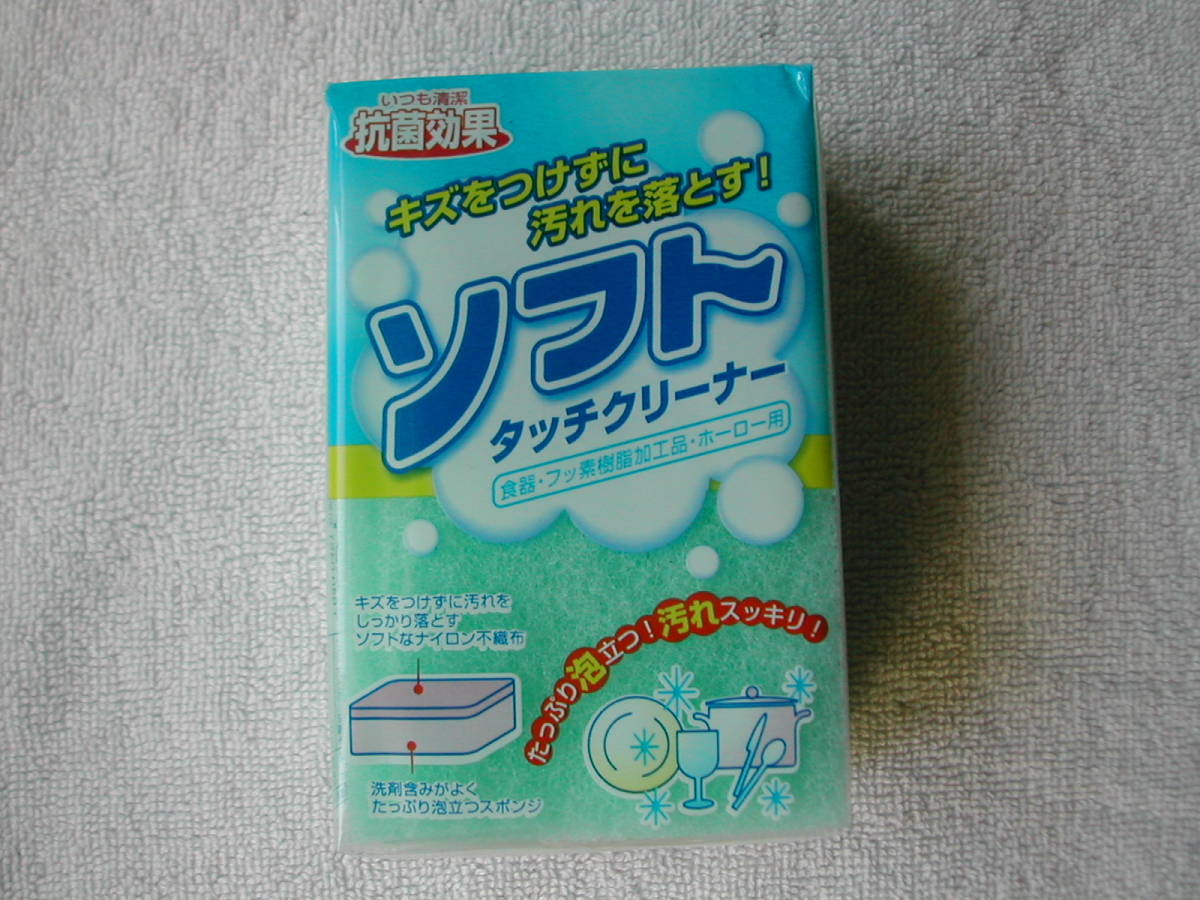 いつも清潔
抗菌効果
キズをつけずに
汚れを落とす!
ソフト
タッチクリーナー
食器・フッ素樹脂加工品・ホーロー用
キズをつけずに汚れを
しっかり落とす
ソフトなナイロン不織布
たっぷり泡立つ!汚れスッキリ!
洗剤含みがよく
たっぷり泡立つスポンジ